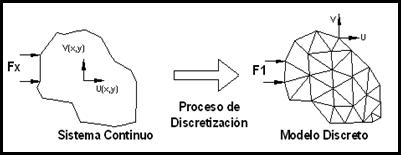 Fx
V(x,y)
U(x,y)
Sistema Continuo
Proceso de
Discretización
F1
V
U
Modelo Discreto